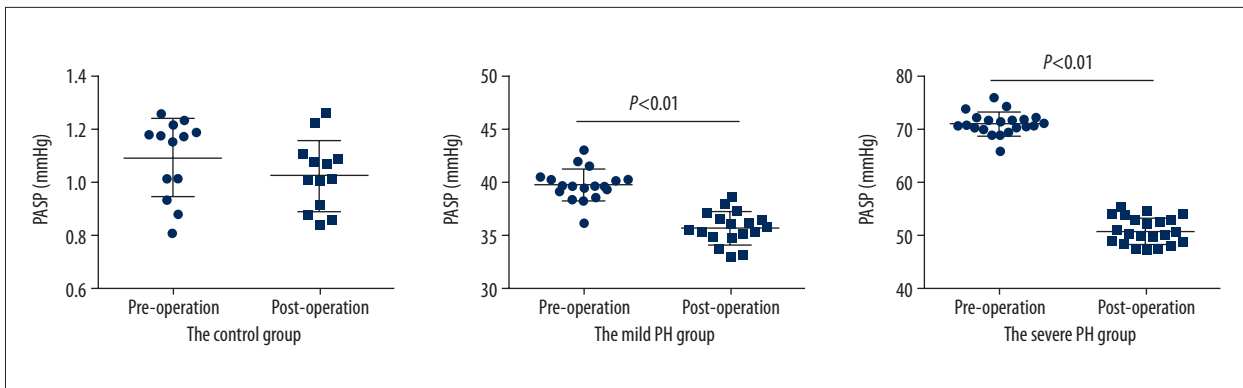 PASP (mmHg)
1.4
1.2
1.0
0.8
0.6
Pre-operation Post-operation
The control group
PASP (mmHg)
50
45
40
35
30
P<0.01
Pre-operation Post-operation
The mild PH group
PASP (mmHg)
80
70
60
50
40
P<0.01
Pre-operation Post-operation
The severe PH group